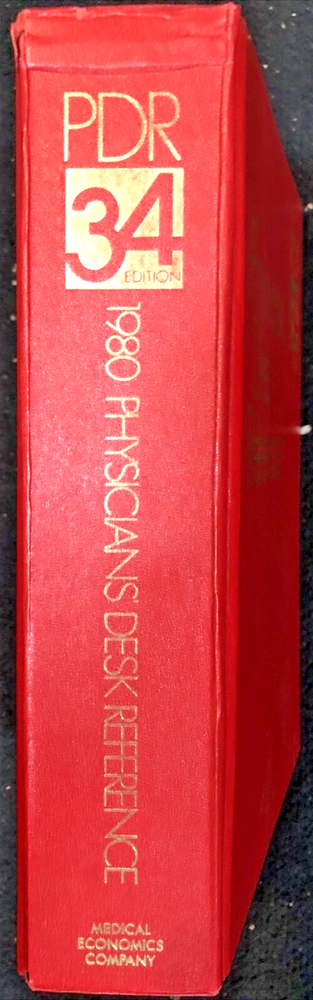 PDR
34
EDITION
1980 PHYSICIANS' DESK REFERENCE
MEDICAL
ECONOMICS
COMPANY